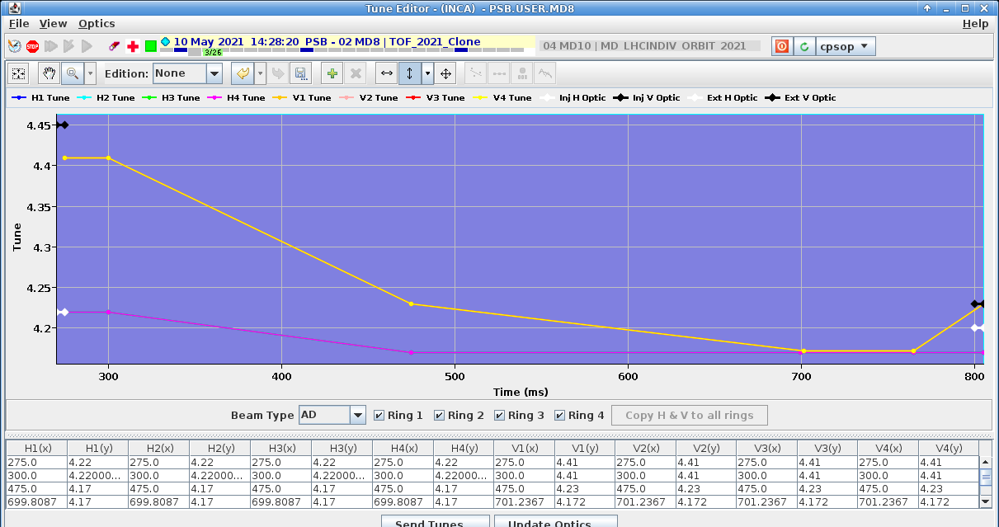 Tune Editor - (INCA) - PSB.USER.MD8
File View Optics Help
10 May 2021 14:28:20 PSB - 02 MD8 | TOF_2021_Clone
3/26
04 MD10 | MD_LHCINDIV_ORBIT_2021
cpsop
Edition: None
H1 Tune H2 Tune H3 Tune H4 Tune V1 Tune V2 Tune V3 Tune V4 Tune Inj H Optic Inj V Optic Ext H Optic Ext V Optic
4.45
4.4
4.35
4.3
4.25
4.2
Tune
300 400 500 600 700 800
Time (ms)
Beam Type AD Ring 1 Ring 2 Ring 3 Ring 4 Copy H & V to all rings
H1(x) H1(y) H2(x) H2(y) H3(x) H3(y) H4(x) H4(y) V1(x) V1(y) V2(x) V2(y) V3(x) V3(y) V4(x) V4(y)
275.0 4.22 275.0 4.22 275.0 4.22 275.0 4.22 275.0 4.41 275.0 4.41 275.0 4.41 275.0 4.41
300.0 4.22000... 300.0 4.22000... 300.0 4.22000... 300.0 4.22000... 300.0 4.41 300.0 4.41 300.0 4.41 300.0 4.41
475.0 4.17 475.0 4.17 475.0 4.17 475.0 4.17 475.0 4.23 475.0 4.23 475.0 4.23 475.0 4.23
699.8087 4.17 699.8087 4.17 699.8087 4.17 699.8087 4.17 701.2367 4.172 701.2367 4.172 701.2367 4.172 701.2367 4.172
Send Tunes Update Optics